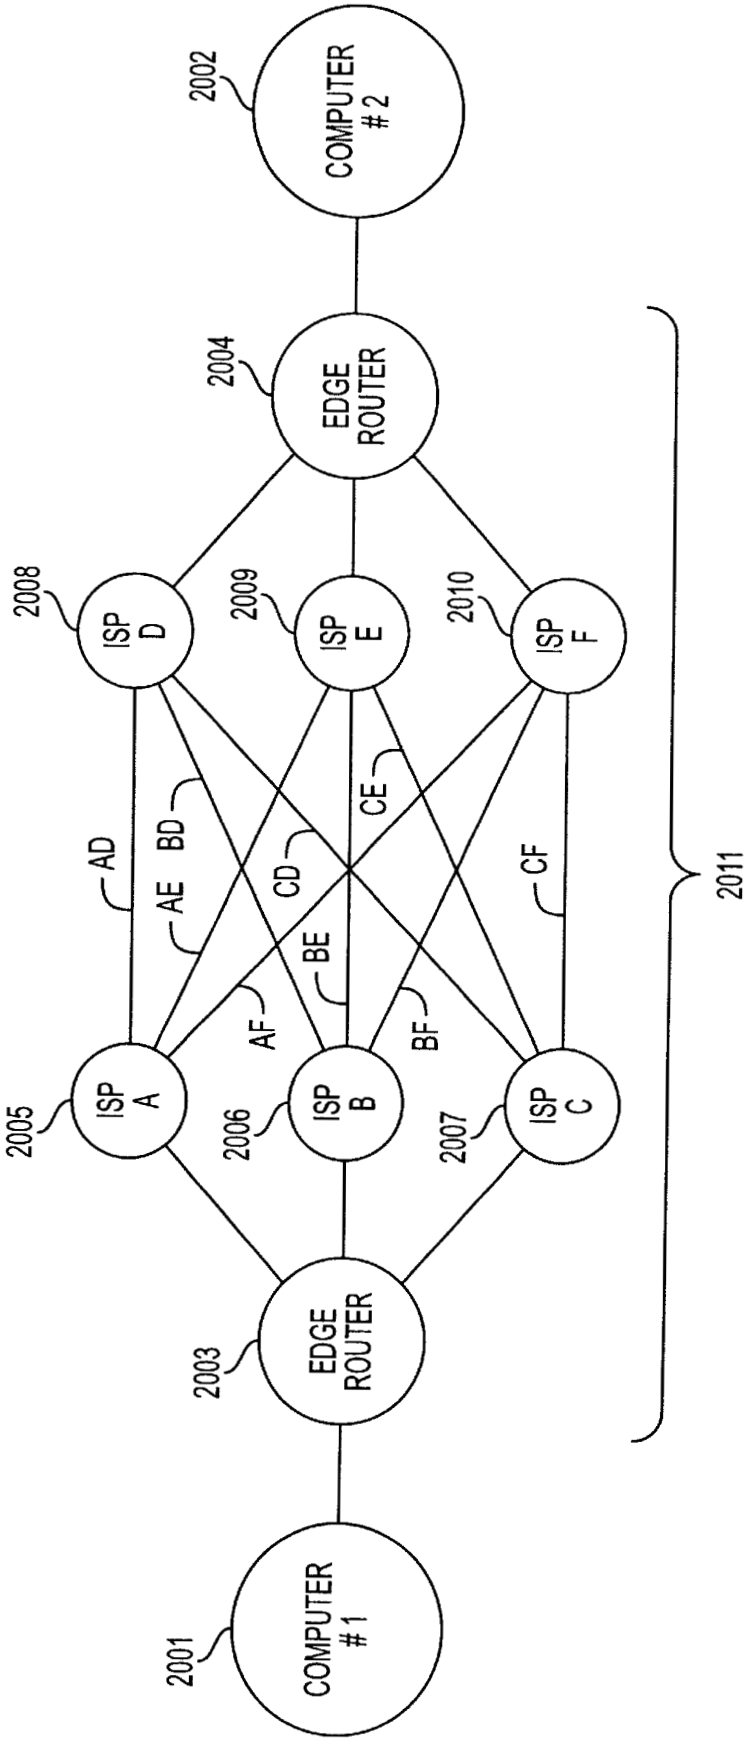 2001
COMPUTER
#1
2003
EDGE
ROUTER
2005
ISP
A
2006
ISP
B
2007
ISP
C
AD
BD
AE
AF
CD
BE
BF
CE
CF
2008
ISP
D
2009
ISP
E
2010
ISP
F
2004
EDGE
ROUTER
2002
COMPUTER
#2
2011